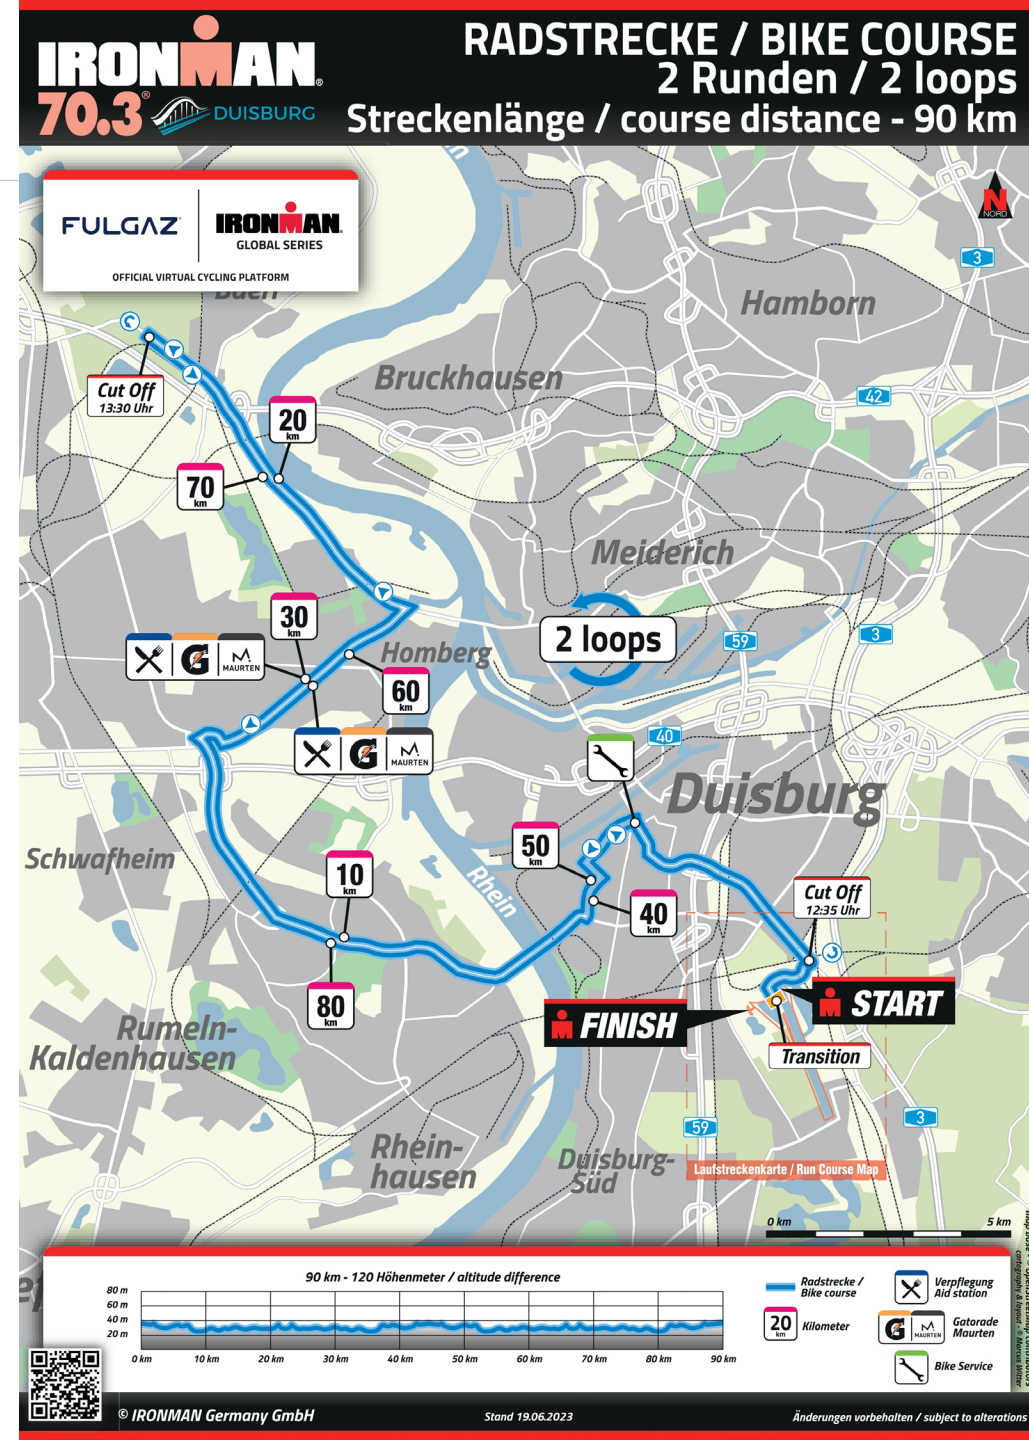 IRONMAN®
70.3® DUISBURG
RADSTRECKE / BIKE COURSE
2 Runden / 2 loops
Streckenlänge / course distance - 90 km
FULGAZ
IRONMAN®
GLOBAL SERIES
OFFICIAL VIRTUAL CYCLING PLATFORM
N
NORD
3
Hamborn
Baerl
Cut Off
13:30 Uhr
Bruckhausen
42
20
km
70
km
Meiderich
30
km
MAURTEN
Homberg
2 loops
59
3
60
km
MAURTEN
40
Duisburg
Schwafheim
50
km
10
km
Rhein
Cut Off
12:35 Uhr
40
km
80
km
START
FINISH
Transition
Rumeln-
Kaldenhausen
59
3
Rhein-
hausen
Duisburg-
Süd
Laufstreckenkarte / Run Course Map
0 km
5 km
90 km - 120 Höhenmeter / altitude difference
80 m
60 m
40 m
20 m
0 km
10 km
20 km
30 km
40 km
50 km
60 km
70 km
80 km
90 km
Radstrecke /
Bike course
20
km
Kilometer
Verpflegung
Aid station
G
MAURTEN
Gatorade
Maurten
Bike Service
cartography & layout - © Marcus Witter
© IRONMAN Germany GmbH
Stand 19.06.2023
Änderungen vorbehalten / subject to alterations